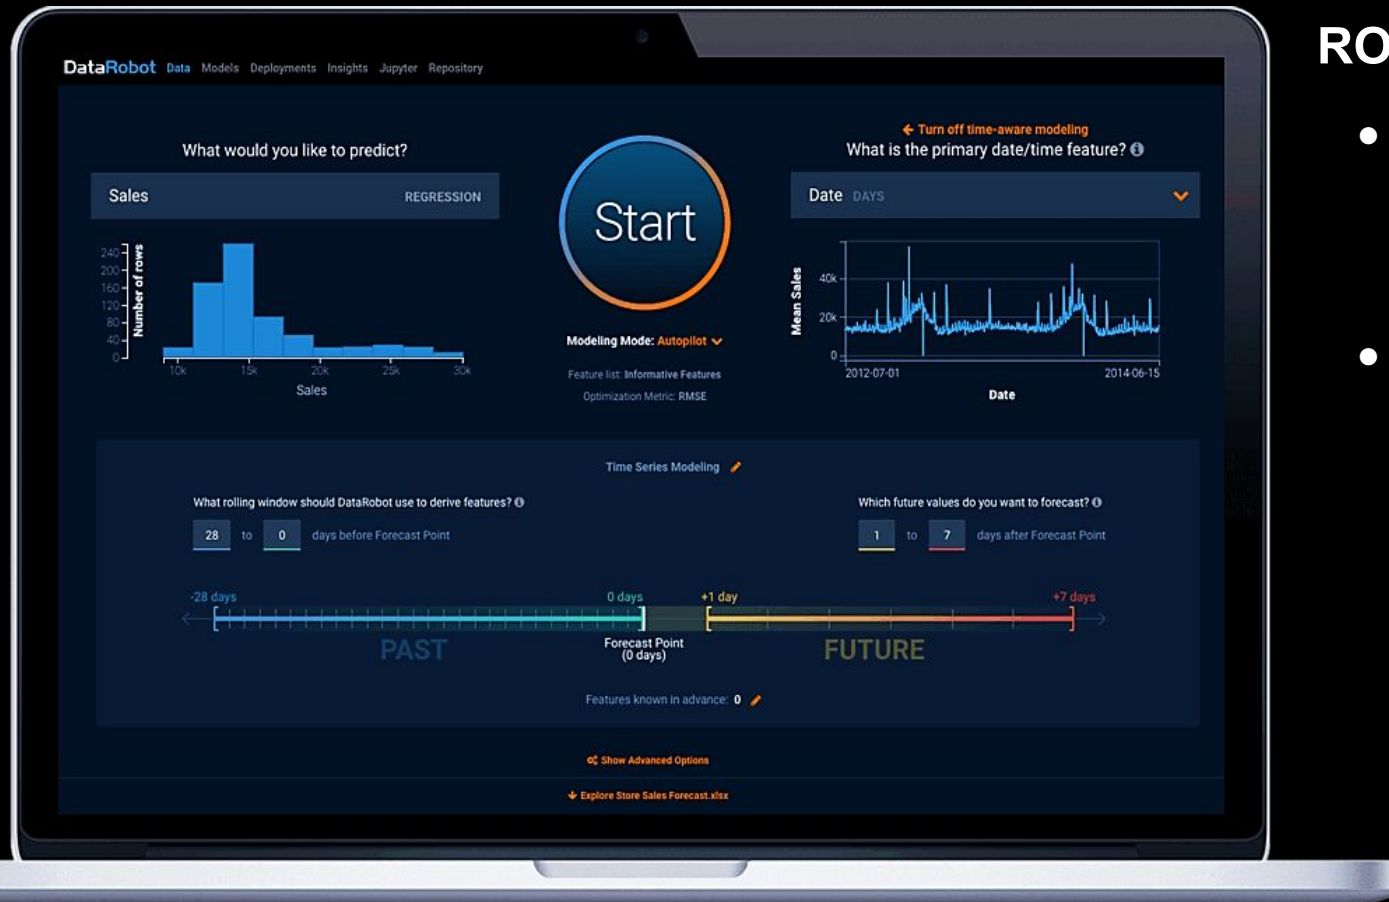 RO
DataRobot Data Models Deployments Insights Jupyter Repository
What would you like to predict?
Sales REGRESSION
240
200
160
120
80
40
0
Number of rows
10k 15k 20k 25k 30k
Sales
Start
Modeling Mode: Autopilot
Feature list: Informative Features
Optimization Metric: RMSE
Turn off time-aware modeling
What is the primary date/time feature?
Date DAYS
Mean Sales
40k
20k
0
2012-07-01 2014-06-15
Date
Time Series Modeling
What rolling window should DataRobot use to derive features?
28 to 0 days before Forecast Point
Which future values do you want to forecast?
1 to 7 days after Forecast Point
-28 days 0 days +1 day +7 days
PAST
Forecast Point
(0 days)
FUTURE
Features known in advance: 0
Show Advanced Options
Explore Store Sales Forecast.xlsx